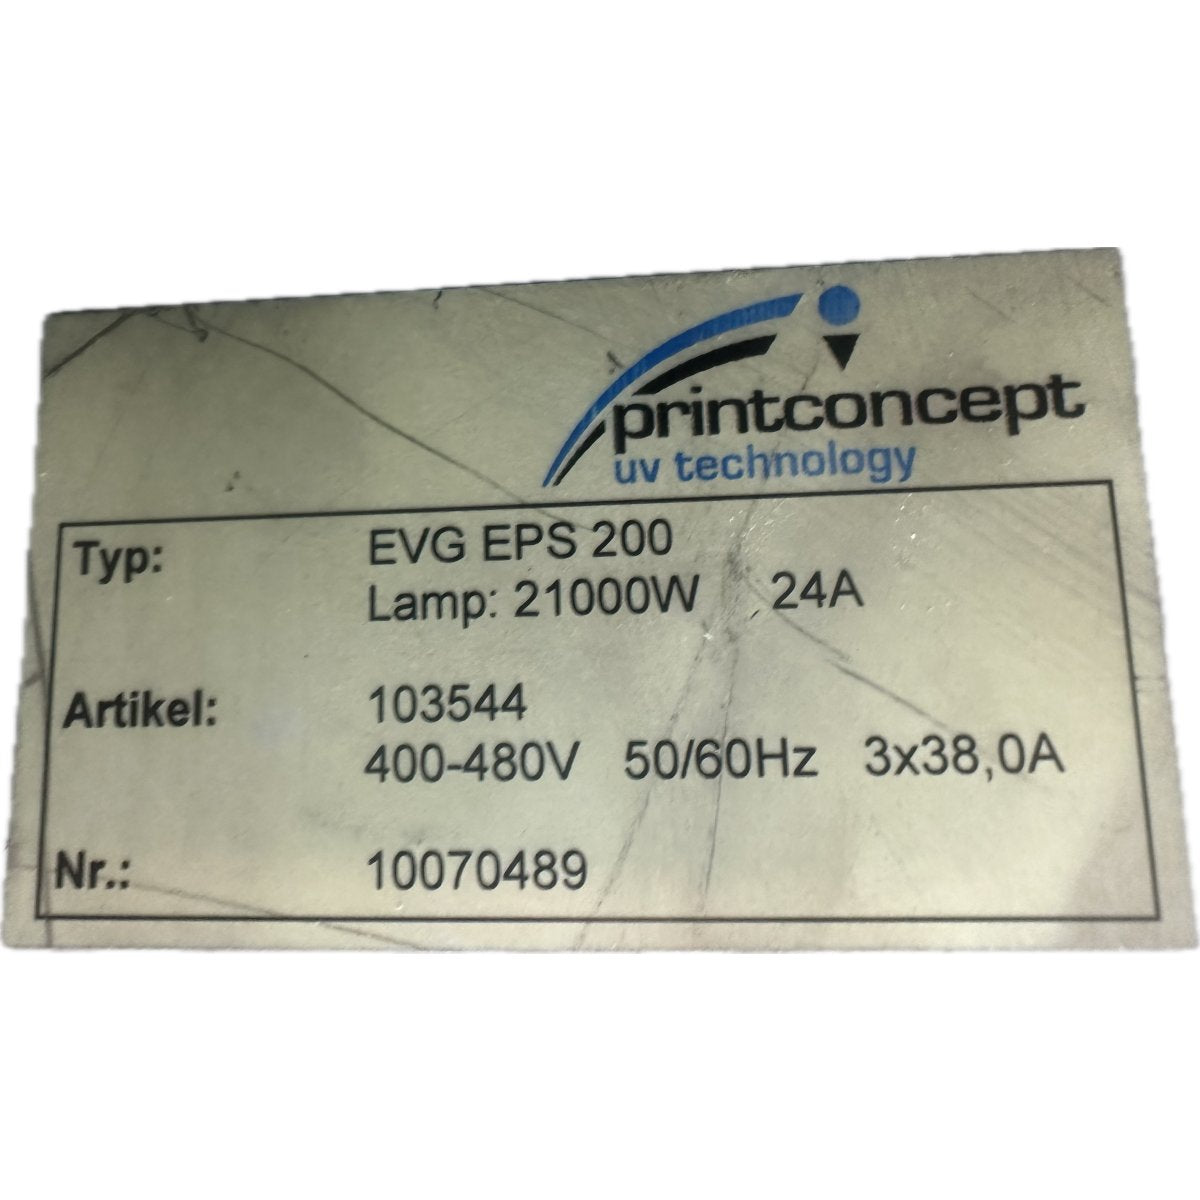 printconcept
uv technology
Typ: EVG EPS 200
Lamp: 21000W 24A
Artikel: 103544
400-480V 50/60Hz 3x38,0A
Nr.: 10070489